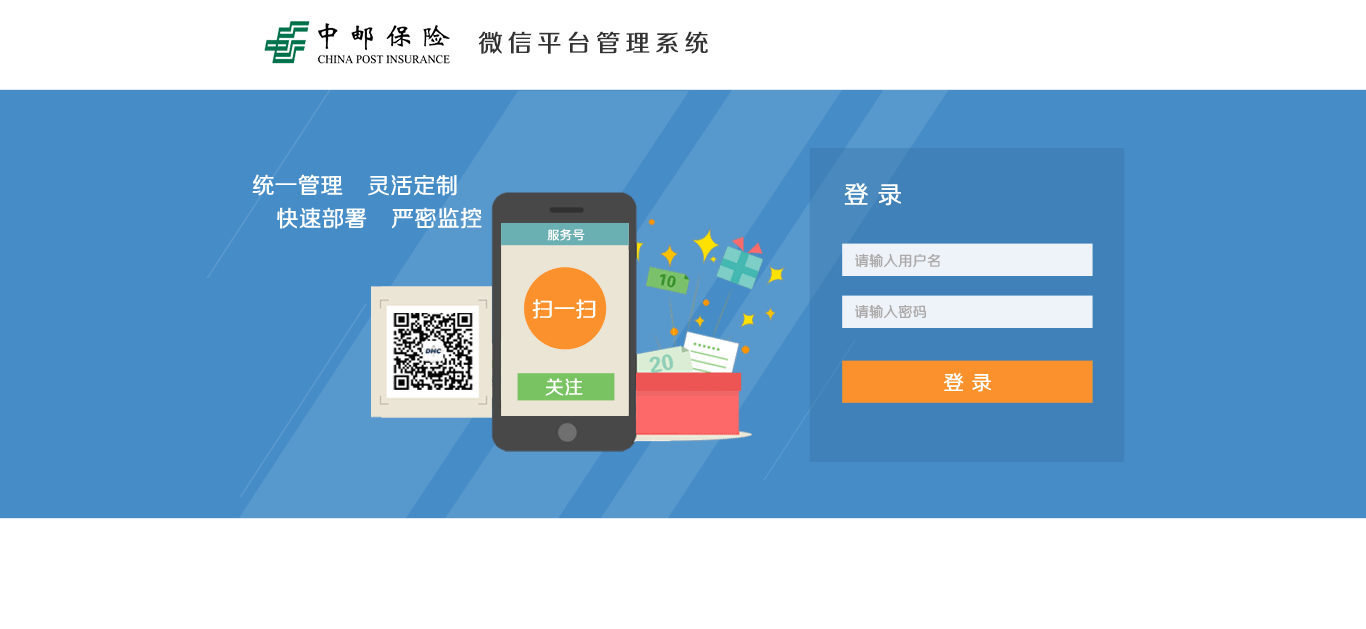 中邮保险
CHINA POST INSURANCE
微信平台管理系统
统一管理 灵活定制
快速部署 严密监控
服务号
扫一扫
关注
DHC
10
20
登 录
请输入用户名
请输入密码
登 录